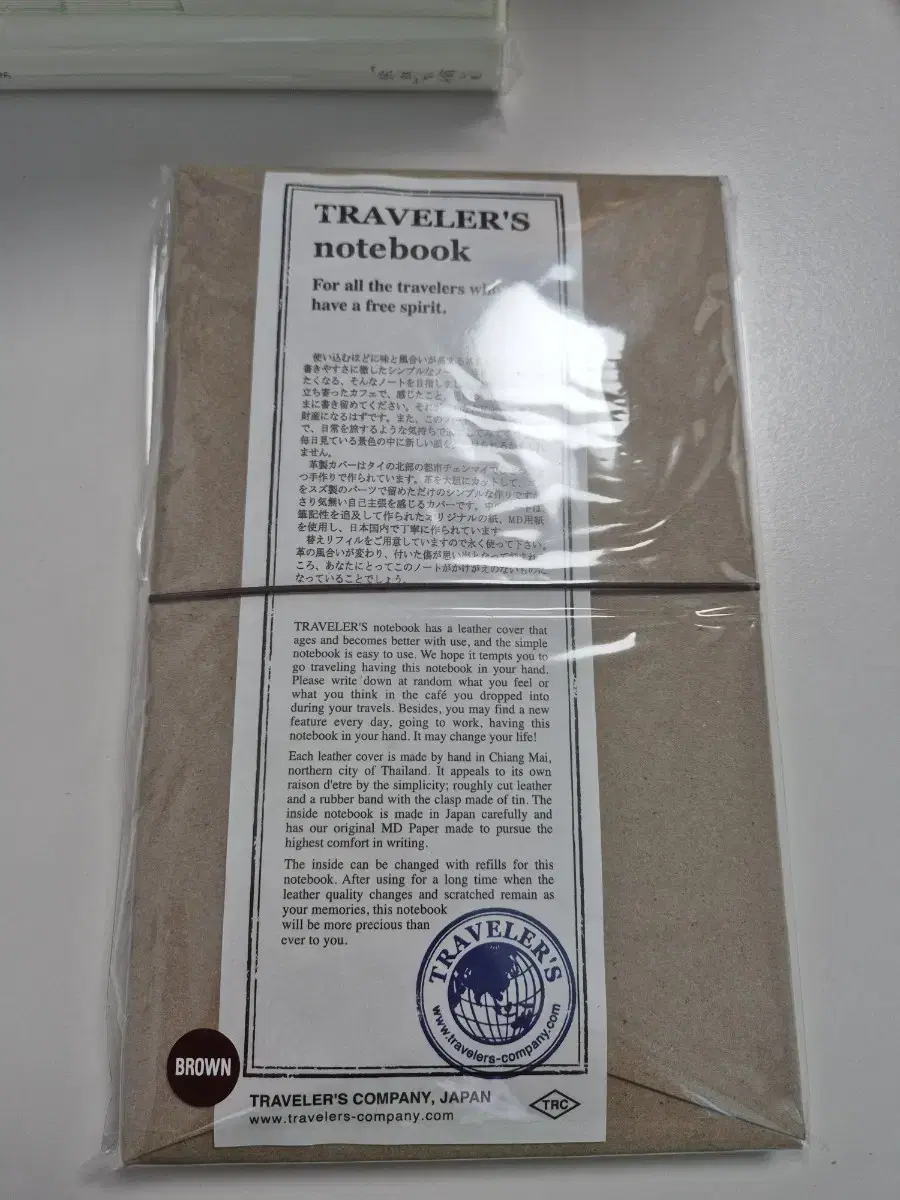 TRAVELER'S
notebook
For all the travelers
have a free spirit.
使い込むほどに味と風合いが
書きやすさに徹したシンプルなノー
たくなる、そんなノートを目指しま
立ち寄ったカフェで、感じたこと、
まに書き留めてください。それ
財産になるはずです。また、この
で、日常を旅するような気持ちで
毎日見ている景色の中に新しい
ません。
革製カバーはタイの北部の都市チェンマイで
つ手作りで作られています。革を大胆にカットして、
をスズ製のパーツで留めただけのシンプルな作りですが
さり気無い自己主張を感じるカバーです。中
筆記性を追及して作られたオリジナルの紙、MD用紙
を使用し、日本国内で丁寧に作られています
替えリフィルをご用意していますので永く使って下さい。
革の風合いが変わり、付いた傷が思い出となって
ころ、あなたにとってこのノートがかけがえのないものに
なっていることでしょう。
TRAVELER'S notebook has a leather cover that
ages and becomes better with use, and the simple
notebook is easy to use. We hope it tempts you to
go traveling having this notebook in your hand.
Please write down at random what you feel or
what you think in the café you dropped into
during your travels. Besides, you may find a new
feature every day, going to work, having this
notebook in your hand. It may change your life!
Each leather cover is made by hand in Chiang Mai,
northern city of Thailand. It appeals to its own
raison d'etre by the simplicity; roughly cut leather
and a rubber band with the clasp made of tin. The
inside notebook is made in Japan carefully and
has our original MD Paper made to pursue the
highest comfort in writing.
The inside can be changed with refills for this
notebook. After using for a long time when the
leather quality changes and scratched remain as
your memories, this notebook
will be more precious than
ever to you.
TRAVELER'S
www.travelers-company.com
BROWN
TRAVELER'S COMPANY, JAPAN
www.travelers-company.com
TRC